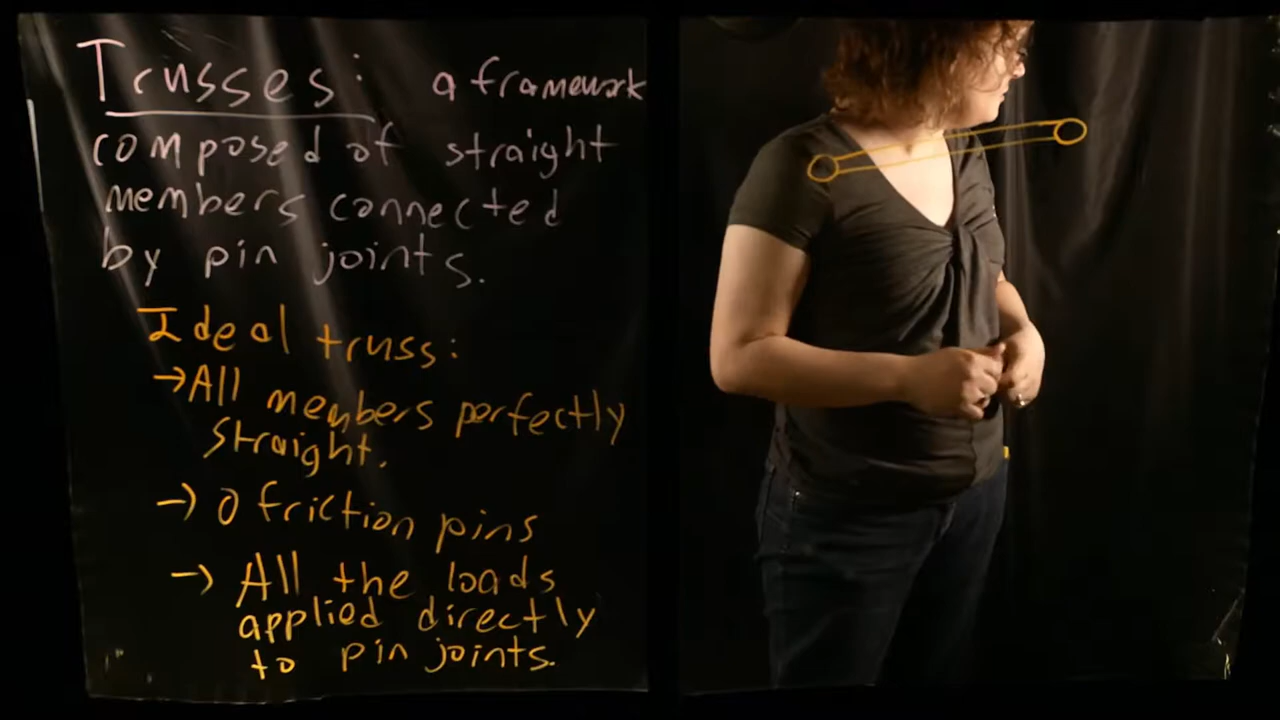 Trusses: a framework
composed of straight
members connected
by pin joints.
Ideal truss:
→ All members perfectly
straight.
→ 0 friction pins
→ All the loads
applied directly
to pin joints.